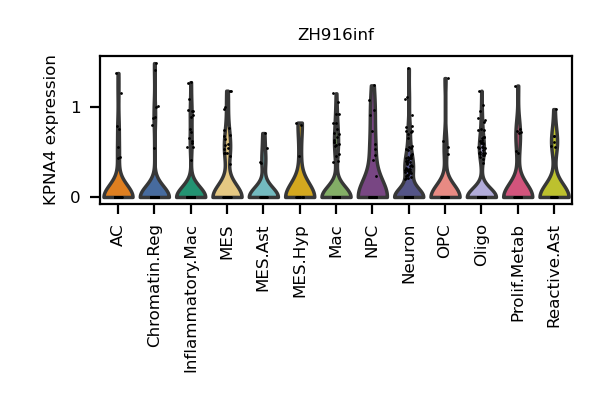 ZH916inf
KPNA4 expression
1
0
AC
Chromatin.Reg
Inflammatory.Mac
MES
MES.Ast
MES.Hyp
Mac
NPC
Neuron
OPC
Oligo
Prolif.Metab
Reactive.Ast